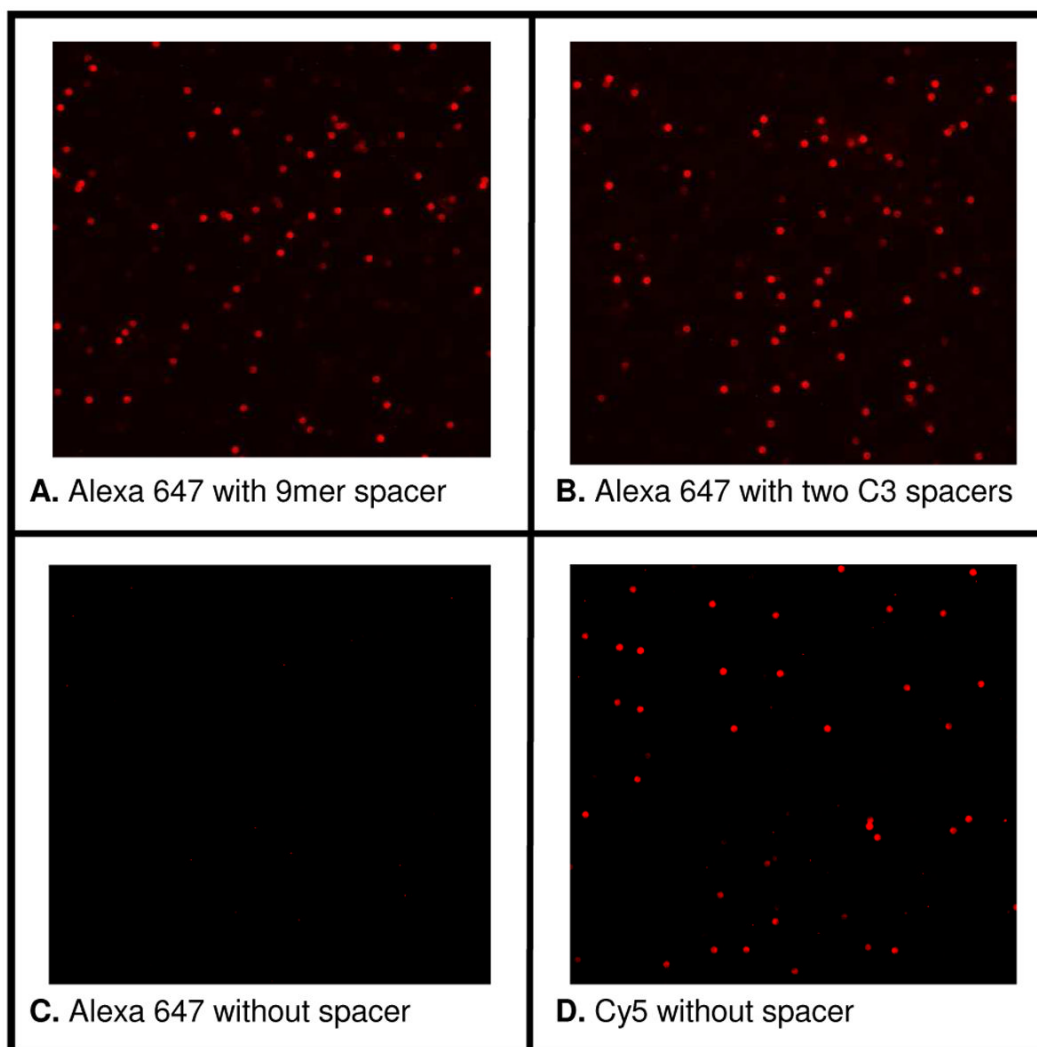 A. Alexa 647 with 9mer spacer
B. Alexa 647 with two C3 spacers
C. Alexa 647 without spacer
D. Cy5 without spacer